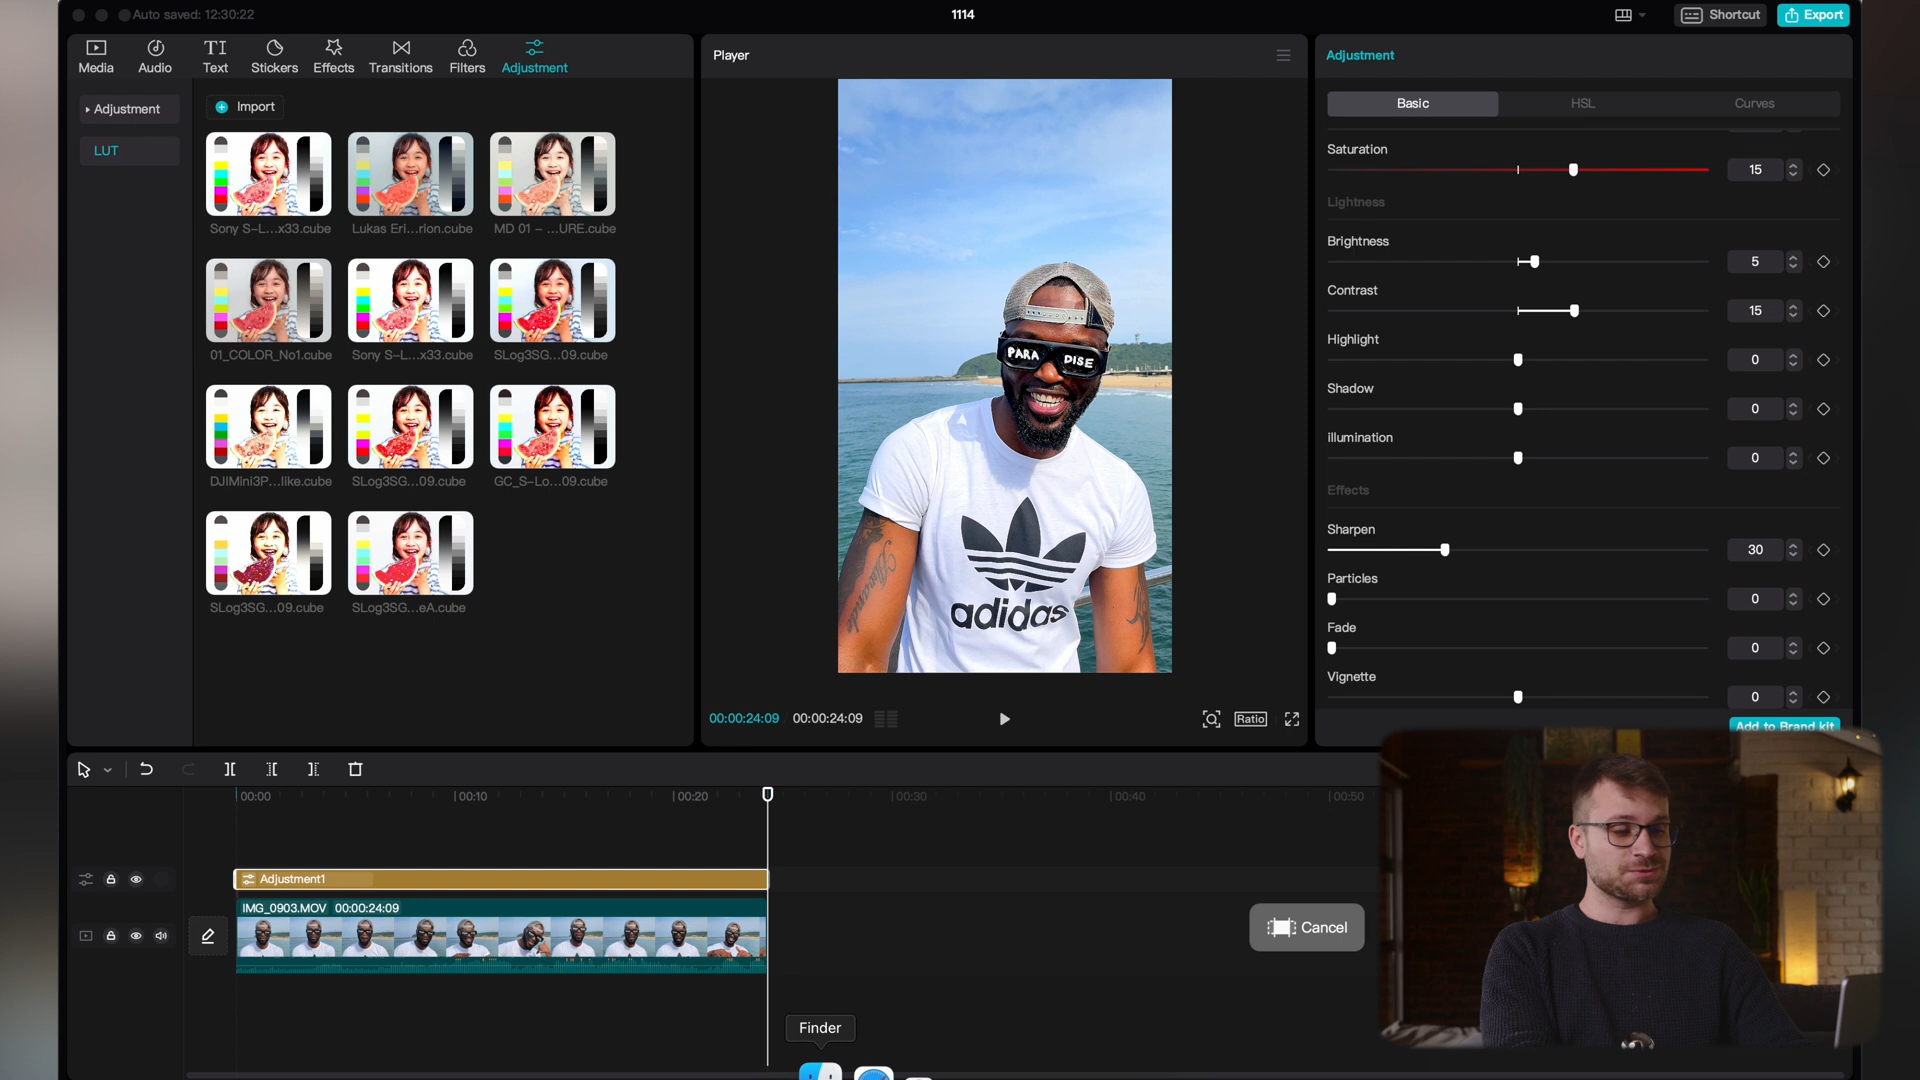 Auto saved: 12:30:22
1114
Shortcut
Export
Media
Audio
Text
Stickers
Effects
Transitions
Filters
Adjustment
Adjustment
LUT
Import
Sony S-L...x33.cube
Lukas Eri...rion.cube
MD 01 - ...URE.cube
01_COLOR_No1.cube
Sony S-L...x33.cube
SLog3SG...09.cube
DJIMini3P...like.cube
SLog3SG...09.cube
GC_S-Lo...09.cube
SLog3SG...09.cube
SLog3SG...eA.cube
Player
PARA DISE
adidas
00:00:24:09
00:00:24:09
Ratio
Adjustment
Basic
HSL
Curves
Saturation
15
Lightness
Brightness
5
Contrast
15
Highlight
0
Shadow
0
illumination
0
Effects
Sharpen
30
Particles
0
Fade
0
Vignette
0
Add to Brand kit
00:00
00:10
00:20
00:30
00:40
00:50
Adjustment1
IMG_0903.MOV 00:00:24:09
Cancel
Finder